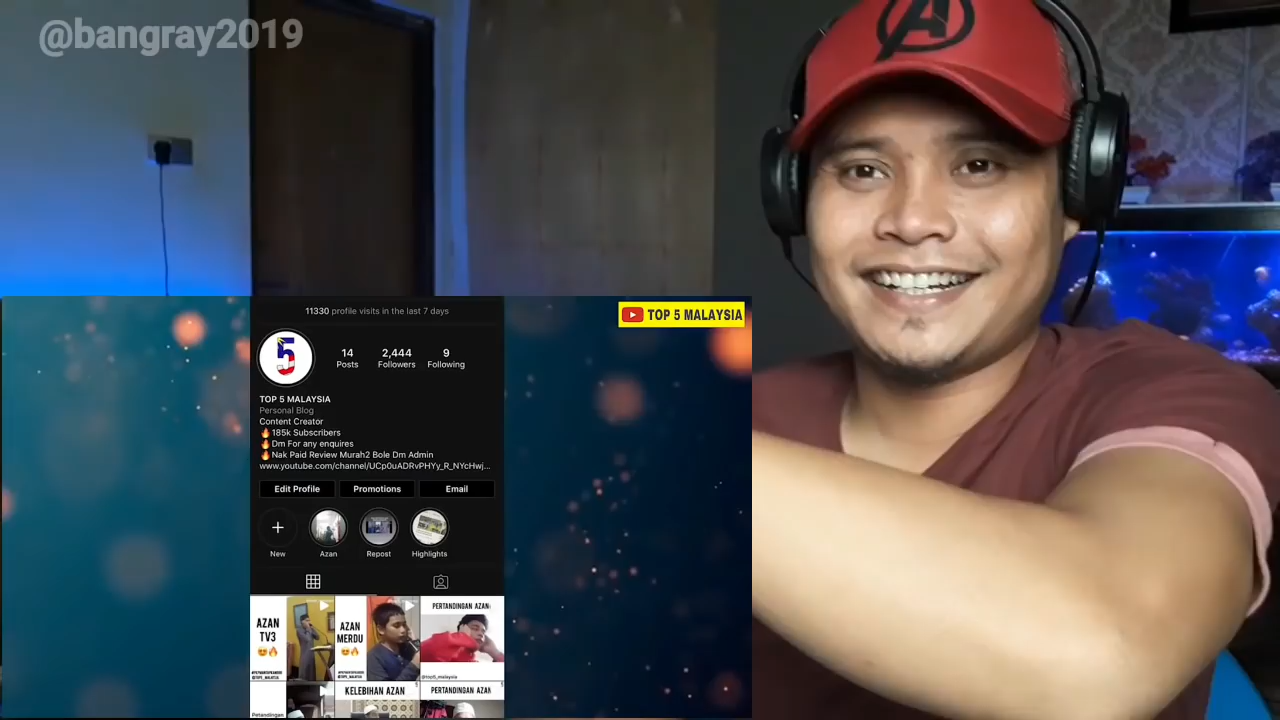 @bangray2019
11330 profile visits in the last 7 days
TOP 5 MALAYSIA
5
14
2,444
9
Posts
Followers
Following
TOP 5 MALAYSIA
Personal Blog
Content Creator
🔥185k Subscribers
🔥Dm For any enquires
🔥Nak Paid Review Murah2 Bole Dm Admin
www.youtube.com/channel/UCp0uADRvPHYy_R_NYcHwj...
Edit Profile
Promotions
Email
New
Azan
Repost
Highlights
AZAN
TV3
AZAN
MERDU
PERTANDINGAN AZAN
@top5_malaysia
KELEBIHAN AZAN
PERTANDINGAN AZAN